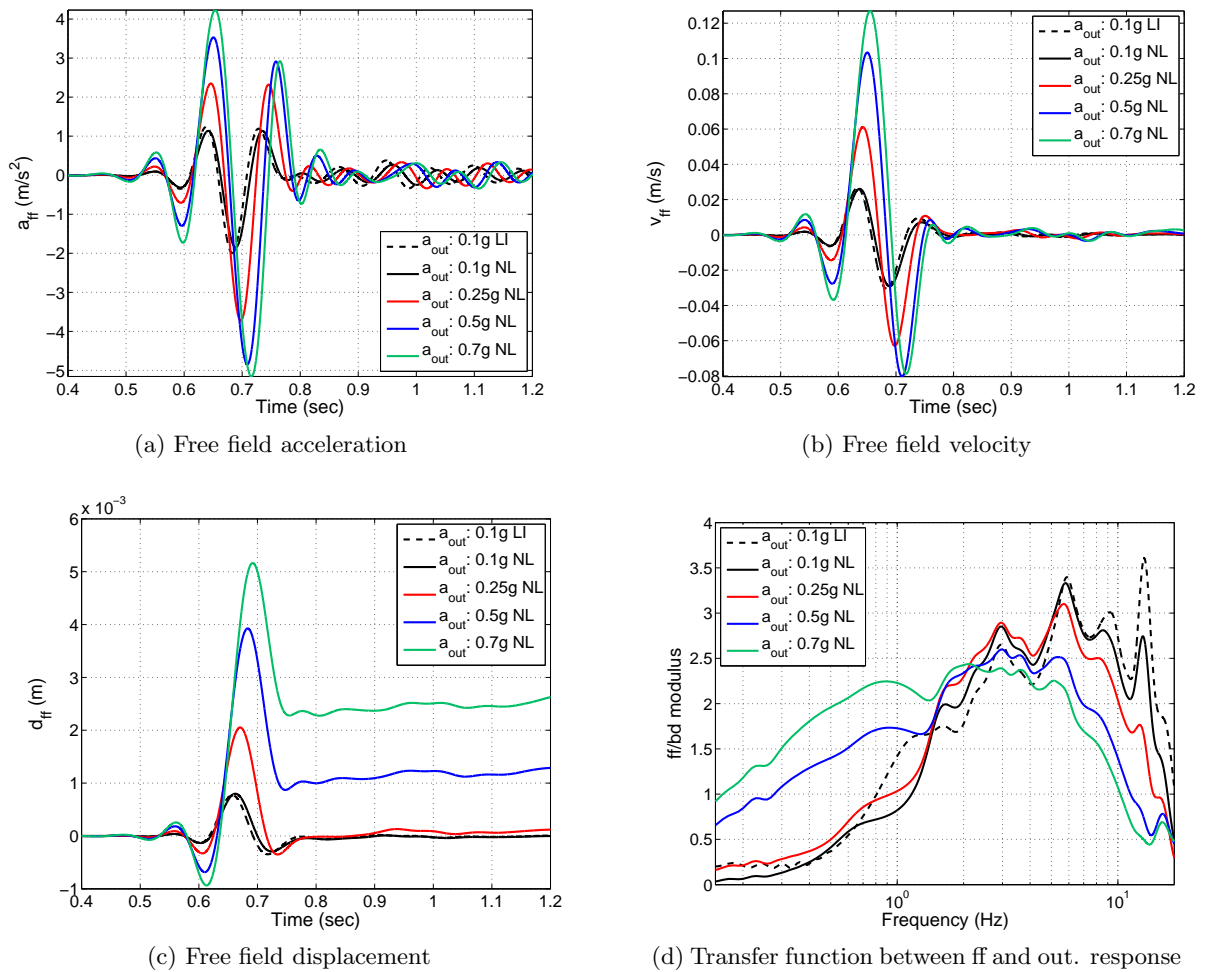 4
3
2
1
0
−1
−2
−3
−4
−5
0.4 0.5 0.6 0.7 0.8 0.9 1 1.1 1.2
Time (sec)
a_ff (m/s²)
a_out: 0.1g LI
a_out: 0.1g NL
a_out: 0.25g NL
a_out: 0.5g NL
a_out: 0.7g NL
(a) Free field acceleration
0.12
0.1
0.08
0.06
0.04
0.02
0
−0.02
−0.04
−0.06
−0.08
0.4 0.5 0.6 0.7 0.8 0.9 1 1.1 1.2
Time (sec)
v_ff (m/s)
a_out: 0.1g LI
a_out: 0.1g NL
a_out: 0.25g NL
a_out: 0.5g NL
a_out: 0.7g NL
(b) Free field velocity
x 10⁻³
6
5
4
3
2
1
0
−1
0.4 0.5 0.6 0.7 0.8 0.9 1 1.1 1.2
Time (sec)
d_ff (m)
a_out: 0.1g LI
a_out: 0.1g NL
a_out: 0.25g NL
a_out: 0.5g NL
a_out: 0.7g NL
(c) Free field displacement
4
3.5
3
2.5
2
1.5
1
0.5
0
10⁰ 10¹
Frequency (Hz)
ff/bd modulus
a_out: 0.1g LI
a_out: 0.1g NL
a_out: 0.25g NL
a_out: 0.5g NL
a_out: 0.7g NL
(d) Transfer function between ff and out. response